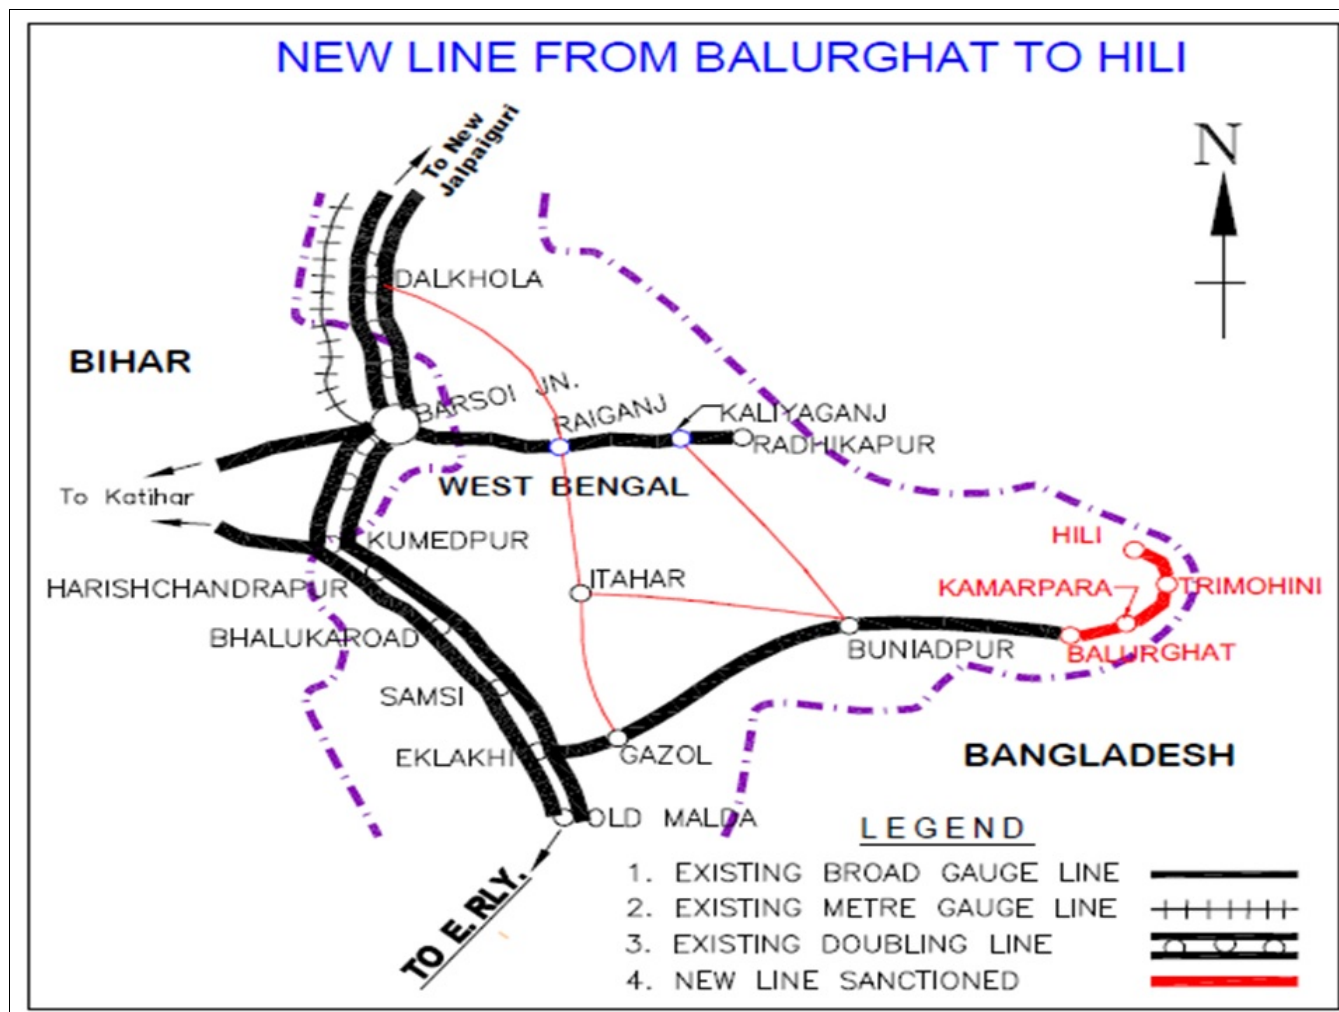 NEW LINE FROM BALURGHAT TO HILI
To New
Jalpaiguri
N
DALKHOLA
BIHAR
BARSOI JN.
RAIGANJ
KALIYAGANJ
RADHIKAPUR
WEST BENGAL
To Katihar
KUMEDPUR
HILI
HARISHCHANDRAPUR
ITAHAR
KAMARPARA
TRIMOHINI
BHALUKAROAD
BUNIADPUR
BALURGHAT
SAMSI
EKLAKHI
GAZOL
BANGLADESH
OLD MALDA
TO E. RLY.
LEGEND
1. EXISTING BROAD GAUGE LINE
2. EXISTING METRE GAUGE LINE
3. EXISTING DOUBLING LINE
4. NEW LINE SANCTIONED